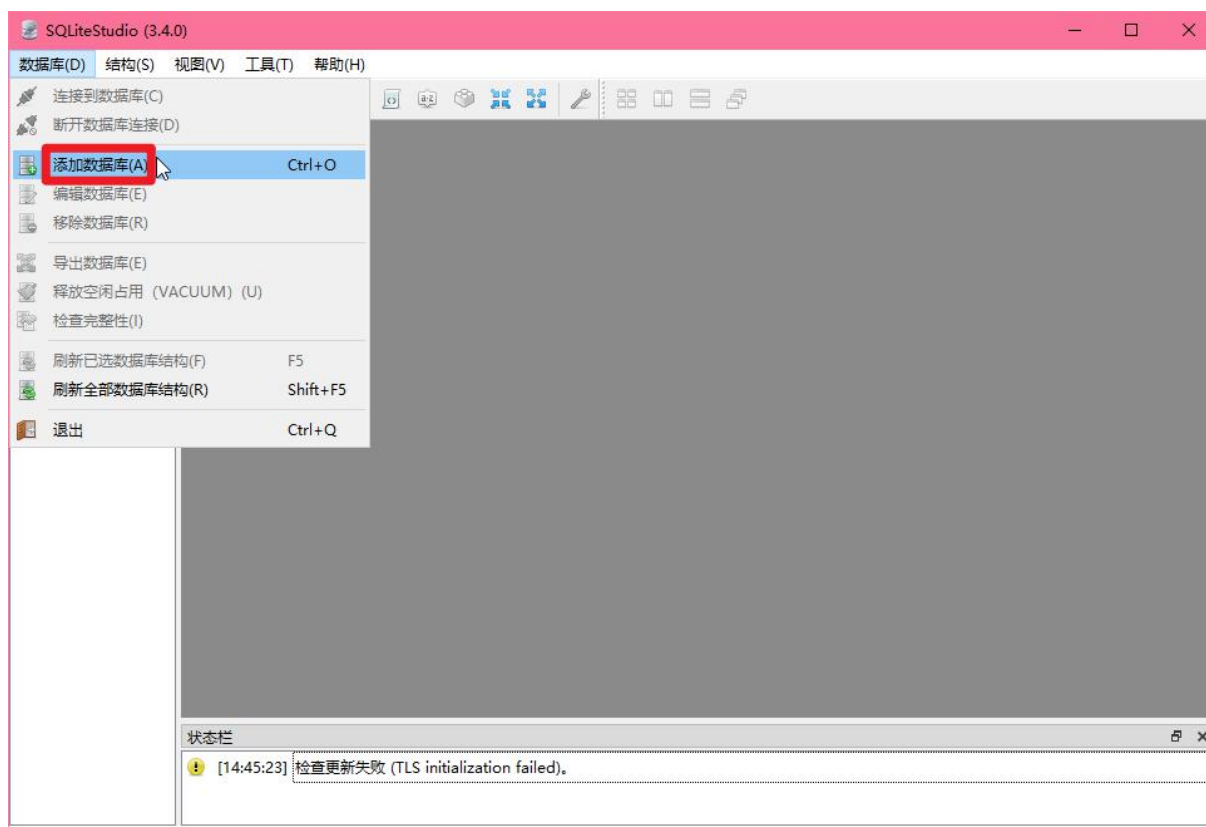 SQLiteStudio (3.4.0)
数据库(D) 结构(S) 视图(V) 工具(T) 帮助(H)
连接到数据库(C)
断开数据库连接(D)
添加数据库(A) Ctrl+O
编辑数据库(E)
移除数据库(R)
导出数据库(E)
释放空闲占用 (VACUUM) (U)
检查完整性(I)
刷新已选数据库结构(F) F5
刷新全部数据库结构(R) Shift+F5
退出 Ctrl+Q
状态栏
[14:45:23] 检查更新失败 (TLS initialization failed)。